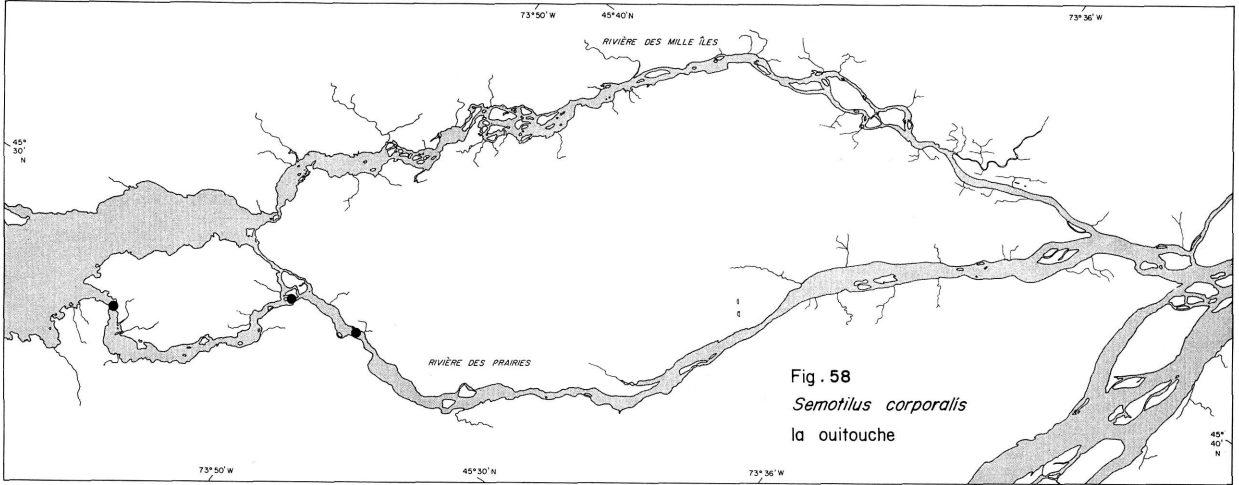 73° 50' W
45° 40' N
73° 36' W
RIVIÈRE DES MILLE ÎLES
45°
30'
N
RIVIÈRE DES PRAIRIES
Fig. 58
Semotilus corporalis
la ouitouche
45°
40'
N
73° 50' W
45° 30' N
73° 36' W